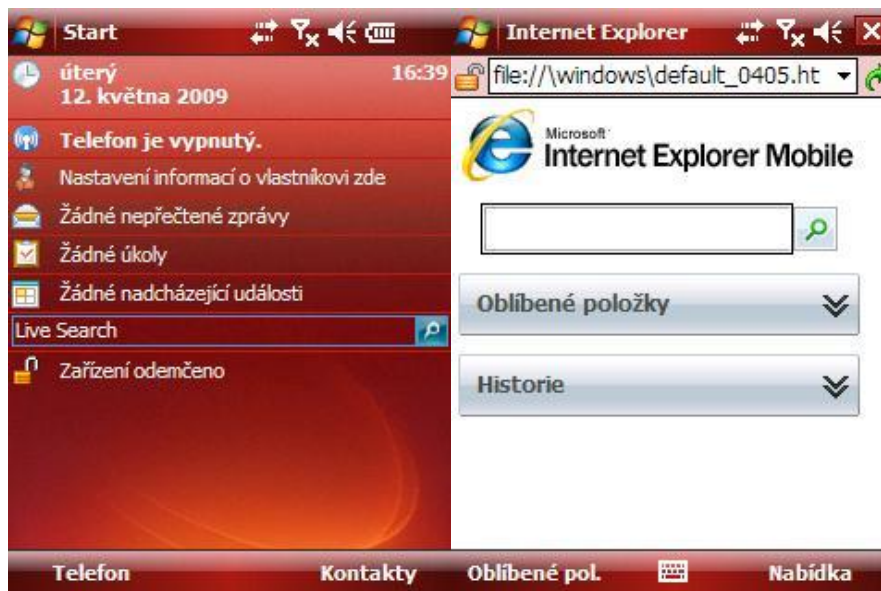 Start
úterý 16:39
12. května 2009
Telefon je vypnutý.
Nastavení informací o vlastníkovi zde
Žádné nepřečtené zprávy
Žádné úkoly
Žádné nadcházející události
Live Search
Zařízení odemčeno
Telefon Kontakty
Internet Explorer
file://\windows\default_0405.ht
Microsoft
Internet Explorer Mobile
Oblíbené položky
Historie
Oblíbené pol. Nabídka